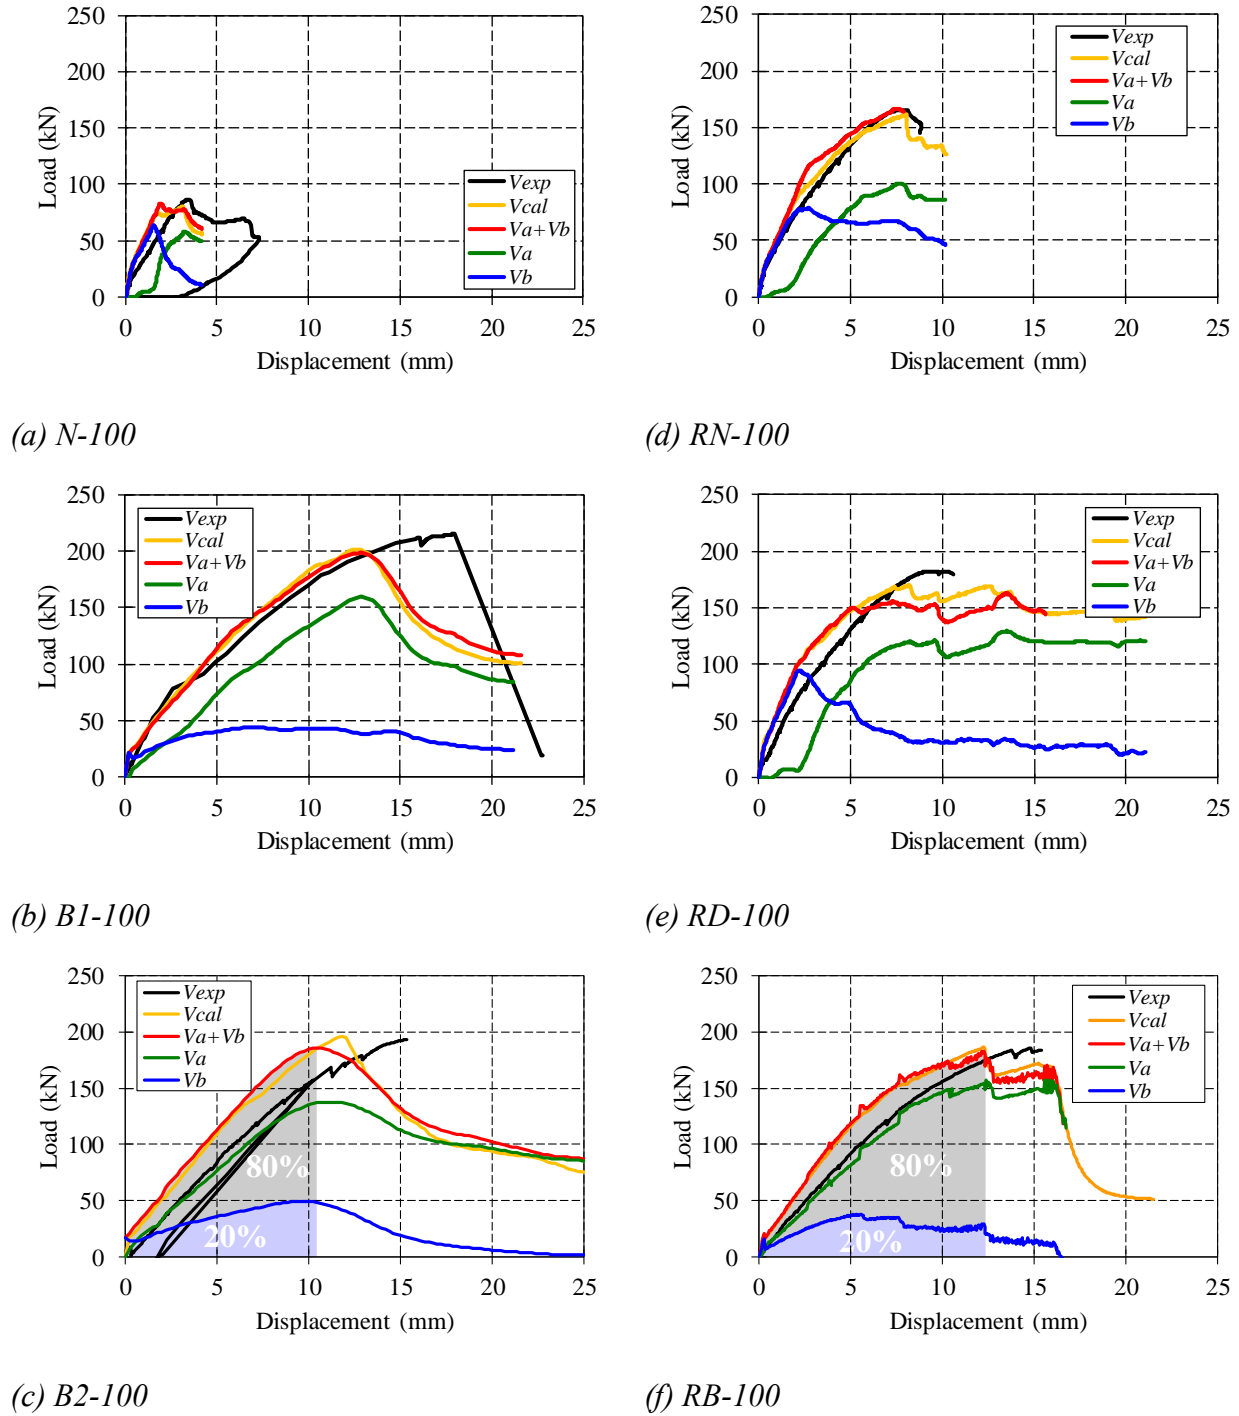 250
200
150
100
50
0
Load (kN)
Vexp
Vcal
Va+Vb
Va
Vb
0 5 10 15 20 25
Displacement (mm)
(a) N-100
250
200
150
100
50
0
Load (kN)
Vexp
Vcal
Va+Vb
Va
Vb
0 5 10 15 20 25
Displacement (mm)
(d) RN-100
250
200
150
100
50
0
Load (kN)
Vexp
Vcal
Va+Vb
Va
Vb
0 5 10 15 20 25
Displacement (mm)
(b) B1-100
250
200
150
100
50
0
Load (kN)
Vexp
Vcal
Va+Vb
Va
Vb
0 5 10 15 20 25
Displacement (mm)
(e) RD-100
250
200
150
100
50
0
Load (kN)
Vexp
Vcal
Va+Vb
Va
Vb
80%
20%
0 5 10 15 20 25
Displacement (mm)
(c) B2-100
250
200
150
100
50
0
Load (kN)
Vexp
Vcal
Va+Vb
Va
Vb
80%
20%
0 5 10 15 20 25
Displacement (mm)
(f) RB-100